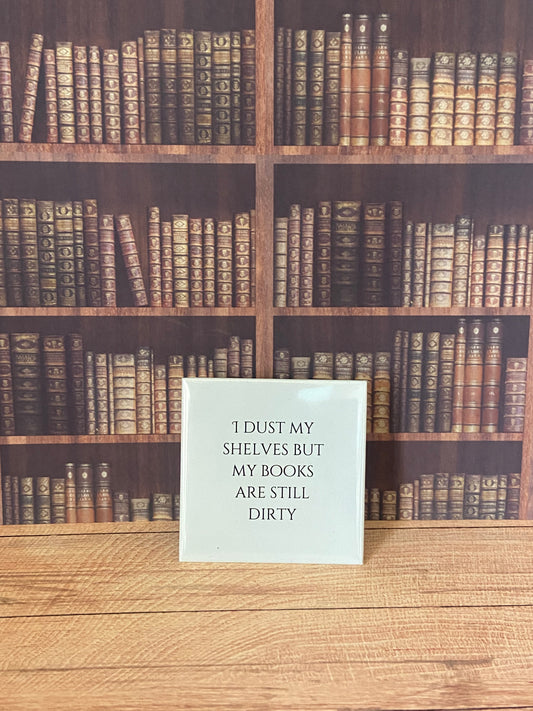 'I DUST MY
SHELVES BUT
MY BOOKS
ARE STILL
DIRTY